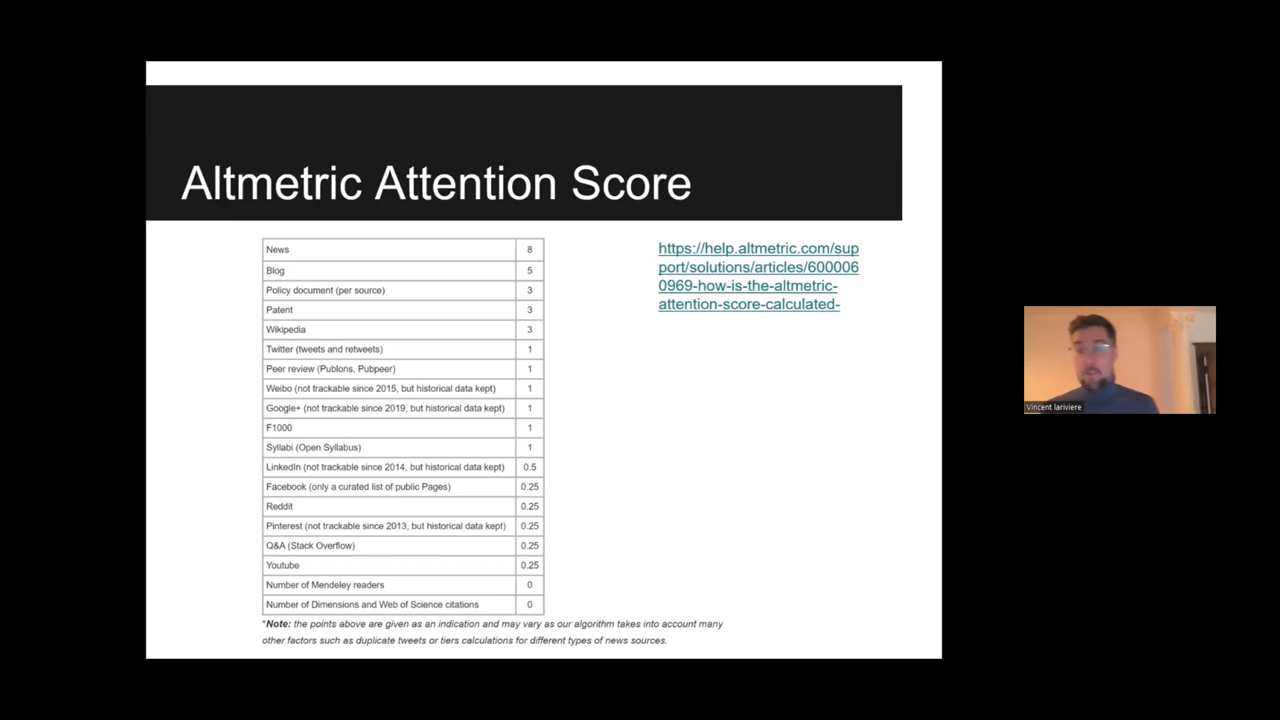 Altmetric Attention Score
News 8
Blog 5
Policy document (per source) 3
Patent 3
Wikipedia 3
Twitter (tweets and retweets) 1
Peer review (Publons, Pubpeer) 1
Weibo (not trackable since 2015, but historical data kept) 1
Google+ (not trackable since 2019, but historical data kept) 1
F1000 1
Syllabi (Open Syllabus) 1
LinkedIn (not trackable since 2014, but historical data kept) 0.5
Facebook (only a curated list of public Pages) 0.25
Reddit 0.25
Pinterest (not trackable since 2013, but historical data kept) 0.25
Q&A (Stack Overflow) 0.25
Youtube 0.25
Number of Mendeley readers 0
Number of Dimensions and Web of Science citations 0
*Note: the points above are given as an indication and may vary as our algorithm takes into account many
other factors such as duplicate tweets or tiers calculations for different types of news sources.
https://help.altmetric.com/sup
port/solutions/articles/600006
0969-how-is-the-altmetric-
attention-score-calculated-
Vincent lariviere